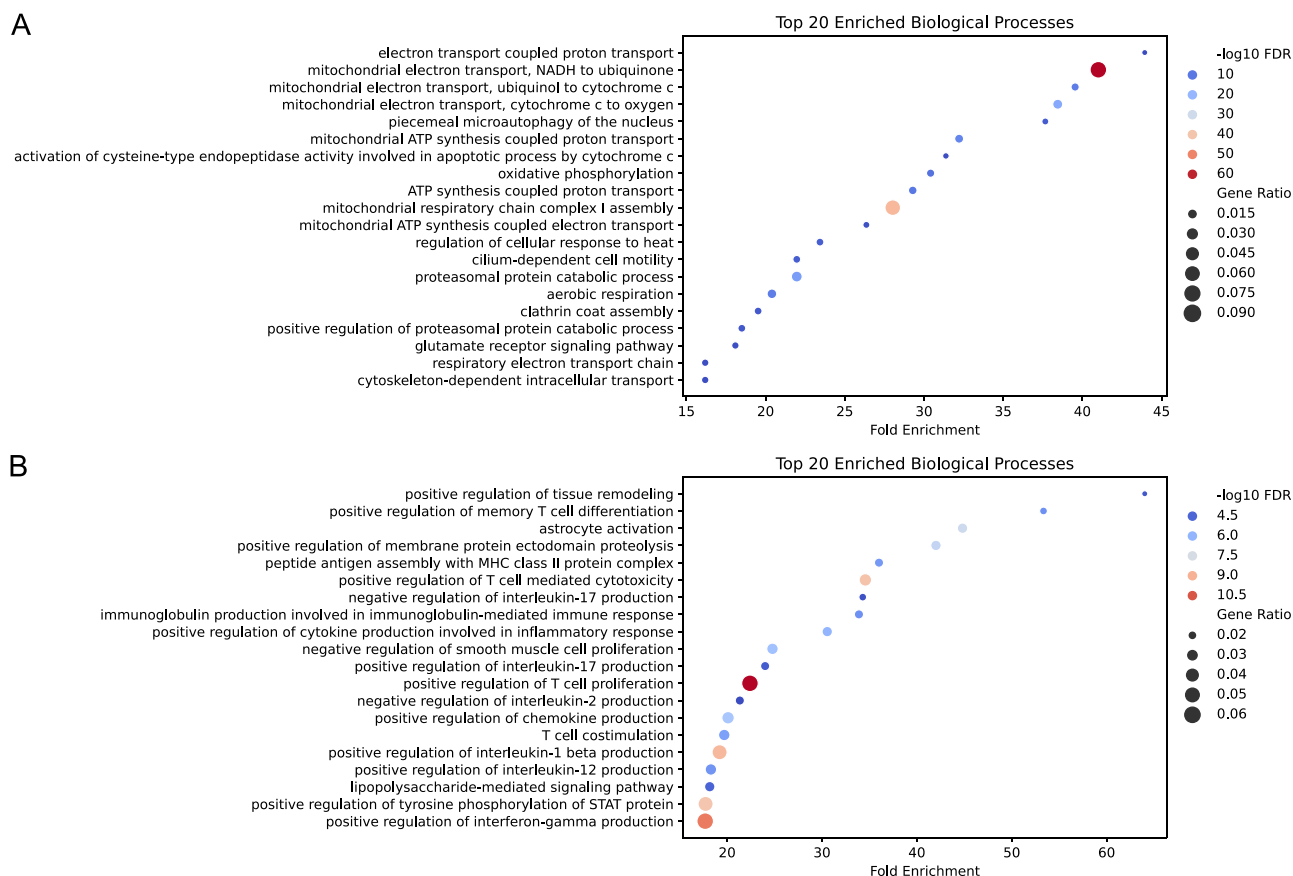 A
Top 20 Enriched Biological Processes
electron transport coupled proton transport
mitochondrial electron transport, NADH to ubiquinone
mitochondrial electron transport, ubiquinol to cytochrome c
mitochondrial electron transport, cytochrome c to oxygen
piecemeal microautophagy of the nucleus
mitochondrial ATP synthesis coupled proton transport
activation of cysteine-type endopeptidase activity involved in apoptotic process by cytochrome c
oxidative phosphorylation
ATP synthesis coupled proton transport
mitochondrial respiratory chain complex I assembly
mitochondrial ATP synthesis coupled electron transport
regulation of cellular response to heat
cilium-dependent cell motility
proteasomal protein catabolic process
aerobic respiration
clathrin coat assembly
positive regulation of proteasomal protein catabolic process
glutamate receptor signaling pathway
respiratory electron transport chain
cytoskeleton-dependent intracellular transport
15 20 25 30 35 40 45
Fold Enrichment
-log10 FDR
10
20
30
40
50
60
Gene Ratio
0.015
0.030
0.045
0.060
0.075
0.090
B
Top 20 Enriched Biological Processes
positive regulation of tissue remodeling
positive regulation of memory T cell differentiation
astrocyte activation
positive regulation of membrane protein ectodomain proteolysis
peptide antigen assembly with MHC class II protein complex
positive regulation of T cell mediated cytotoxicity
negative regulation of interleukin-17 production
immunoglobulin production involved in immunoglobulin-mediated immune response
positive regulation of cytokine production involved in inflammatory response
negative regulation of smooth muscle cell proliferation
positive regulation of interleukin-17 production
positive regulation of T cell proliferation
negative regulation of interleukin-2 production
positive regulation of chemokine production
T cell costimulation
positive regulation of interleukin-1 beta production
positive regulation of interleukin-12 production
lipopolysaccharide-mediated signaling pathway
positive regulation of tyrosine phosphorylation of STAT protein
positive regulation of interferon-gamma production
20 30 40 50 60
Fold Enrichment
-log10 FDR
4.5
6.0
7.5
9.0
10.5
Gene Ratio
0.02
0.03
0.04
0.05
0.06